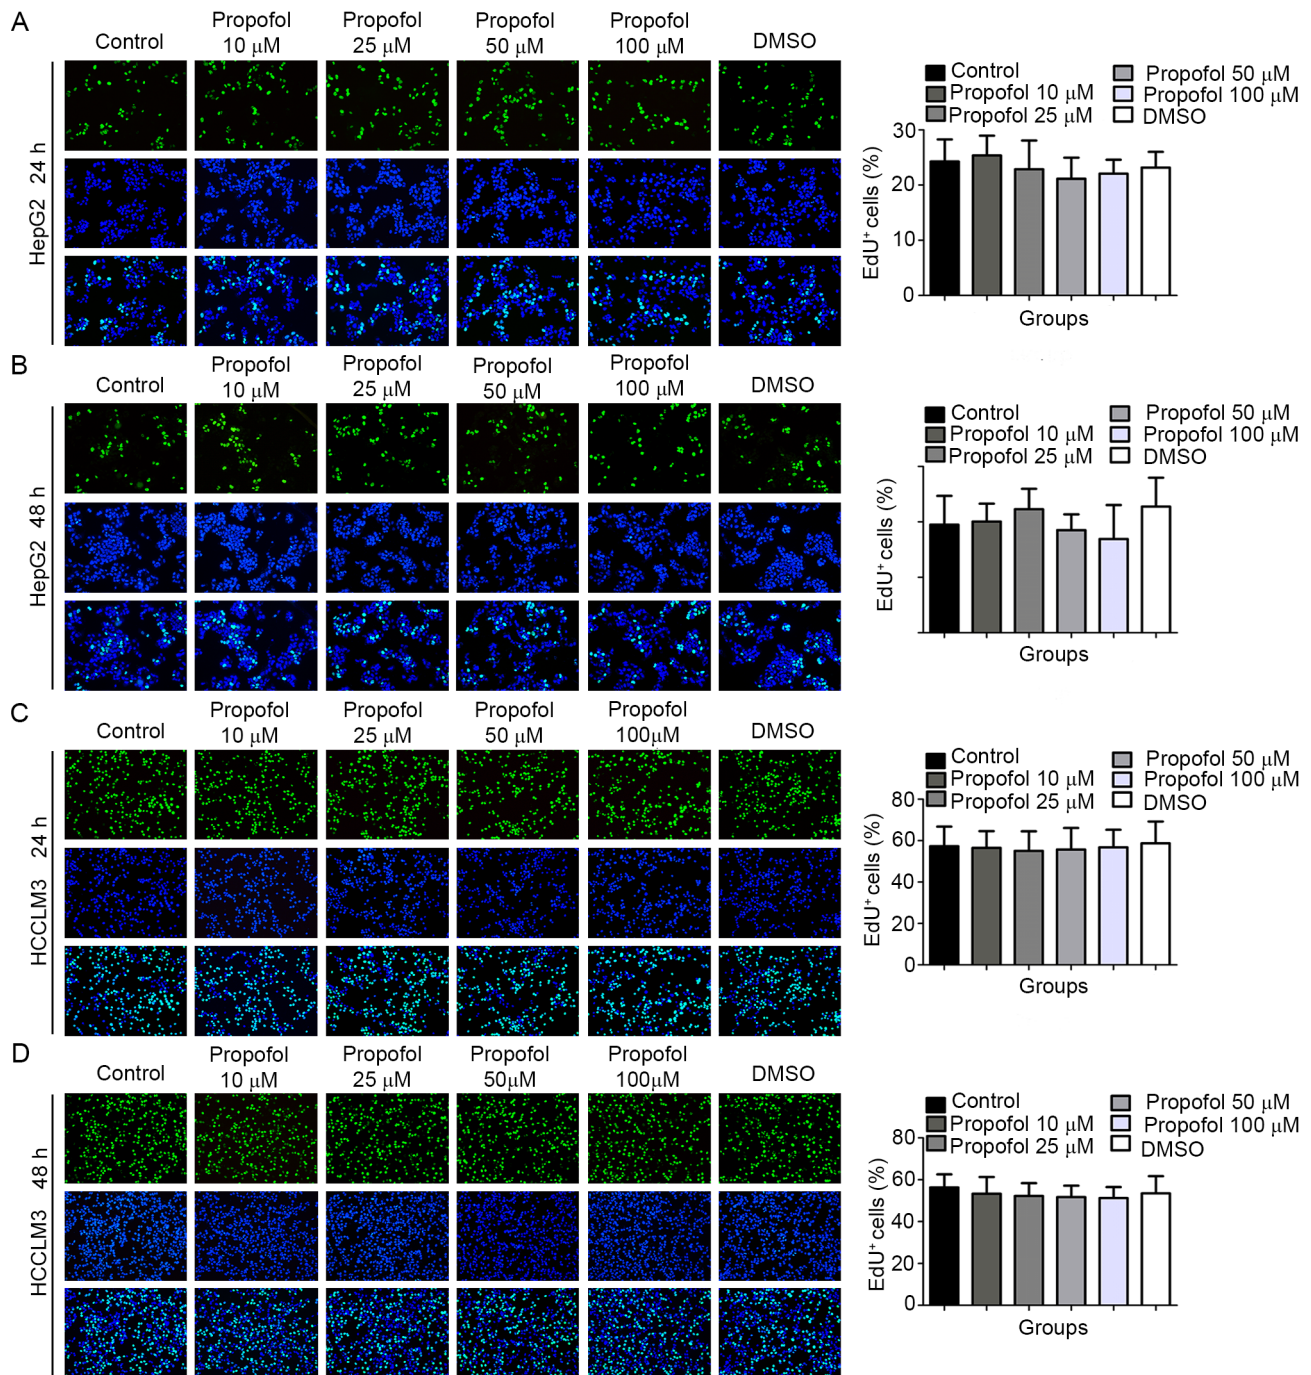 A
Control
Propofol
10 μM
Propofol
25 μM
Propofol
50 μM
Propofol
100 μM
DMSO
HepG2 24 h
Control
Propofol 10 μM
Propofol 25 μM
Propofol 50 μM
Propofol 100 μM
DMSO
EdU⁺ cells (%)
30
20
10
0
Groups
B
Control
Propofol
10 μM
Propofol
25 μM
Propofol
50 μM
Propofol
100 μM
DMSO
HepG2 48 h
Control
Propofol 10 μM
Propofol 25 μM
Propofol 50 μM
Propofol 100 μM
DMSO
EdU⁺ cells (%)
Groups
C
Control
Propofol
10 μM
Propofol
25 μM
Propofol
50 μM
Propofol
100μM
DMSO
HCCLM3 24 h
Control
Propofol 10 μM
Propofol 25 μM
Propofol 50 μM
Propofol 100 μM
DMSO
EdU⁺ cells (%)
80
60
40
20
0
Groups
D
Control
Propofol
10 μM
Propofol
25 μM
Propofol
50μM
Propofol
100μM
DMSO
HCCLM3 48 h
Control
Propofol 10 μM
Propofol 25 μM
Propofol 50 μM
Propofol 100 μM
DMSO
EdU⁺ cells (%)
80
60
40
20
0
Groups